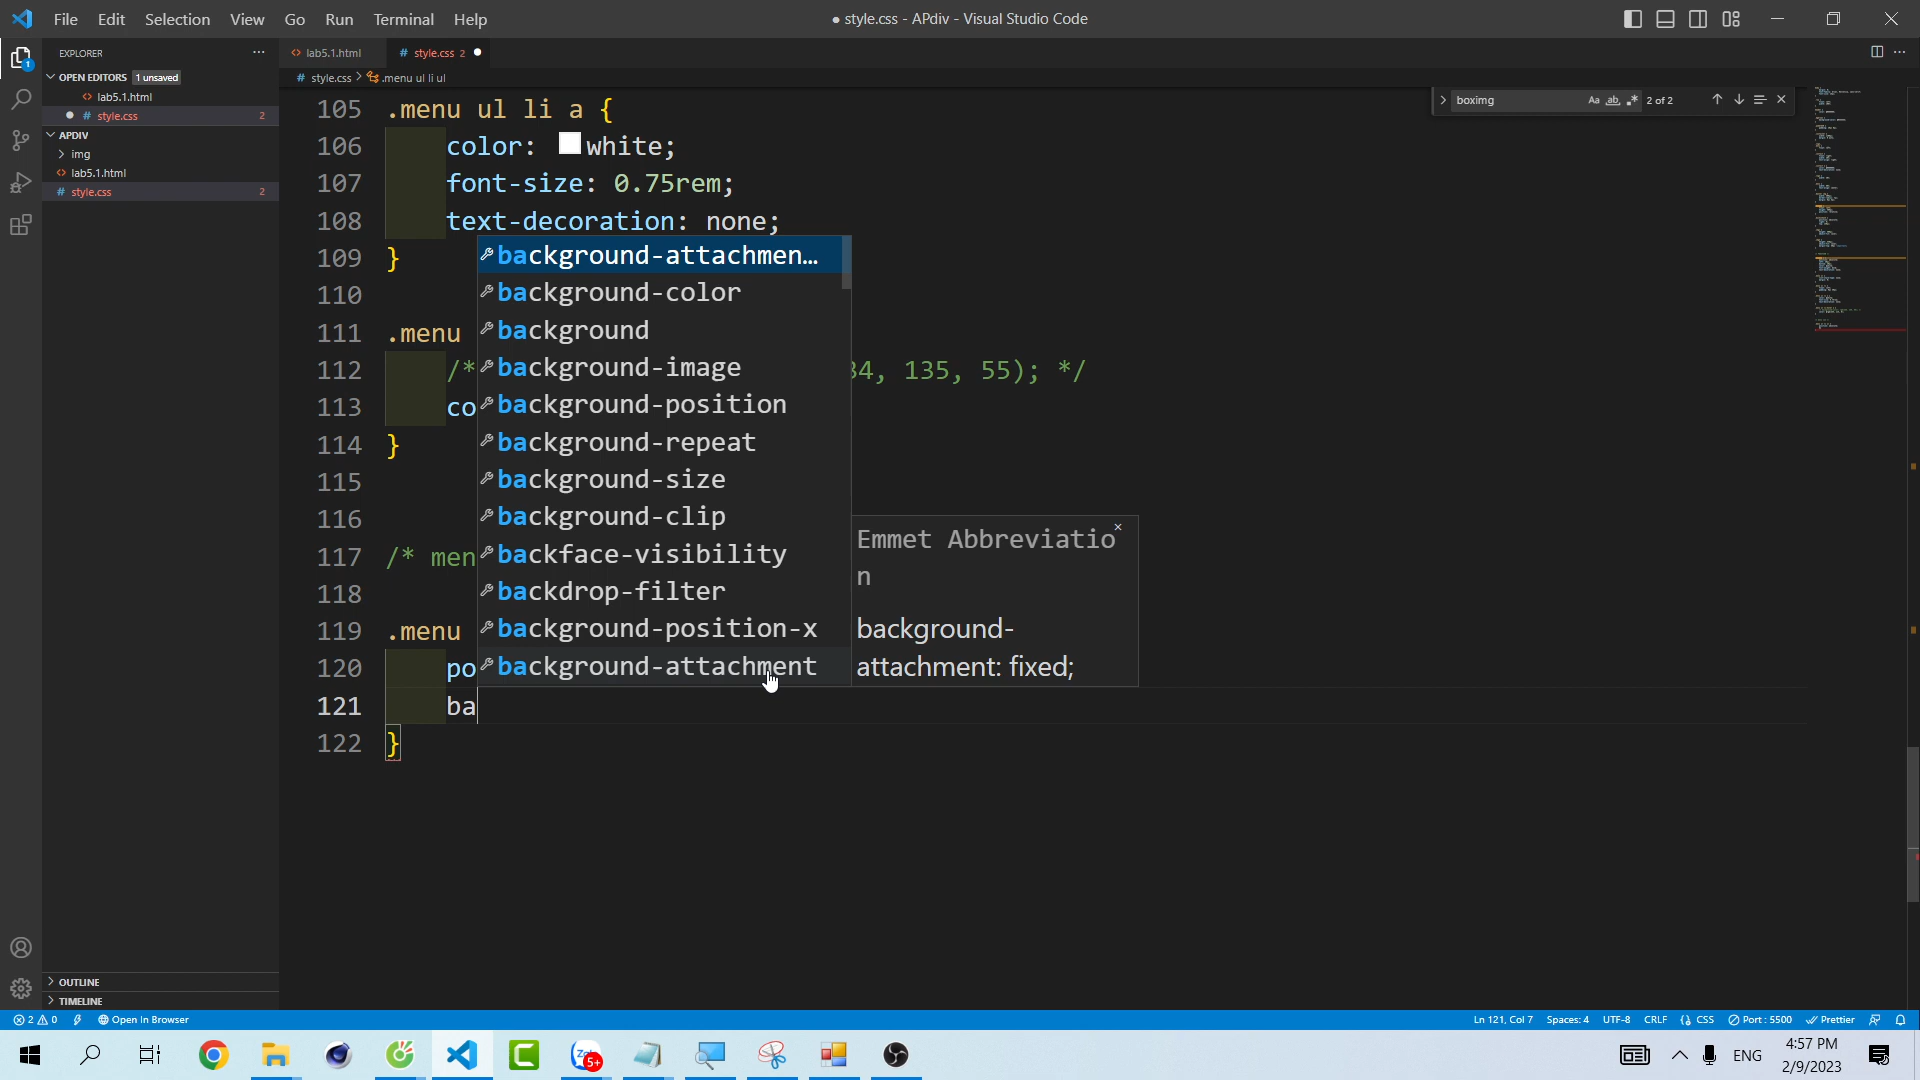 File Edit Selection View Go Run Terminal Help
● style.css - APdiv - Visual Studio Code
EXPLORER
lab5.1.html
# style.css 2
OPEN EDITORS 1 unsaved
# style.css > .menu ul li ul
lab5.1.html
# style.css 2
APDIV
img
lab5.1.html
# style.css 2
boximg Aa ab 2 of 2
105 .menu ul li a {
106 color: white;
107 font-size: 0.75rem;
108 text-decoration: none;
109 }
110
111 .menu
112 /* 34, 135, 55); */
113 co
114 }
115
116
117 /* men
118
119 .menu
120 po
121 ba
122 }
background-attachmen...
background-color
background
background-image
background-position
background-repeat
background-size
background-clip
backface-visibility
backdrop-filter
background-position-x
background-attachment
Emmet Abbreviatio
n
background-
attachment: fixed;
OUTLINE
TIMELINE
2 0 Open In Browser
Ln 121, Col 7 Spaces: 4 UTF-8 CRLF {} CSS Port : 5500 Prettier
1
Zalo 5+
ENG
4:57 PM
2/9/2023